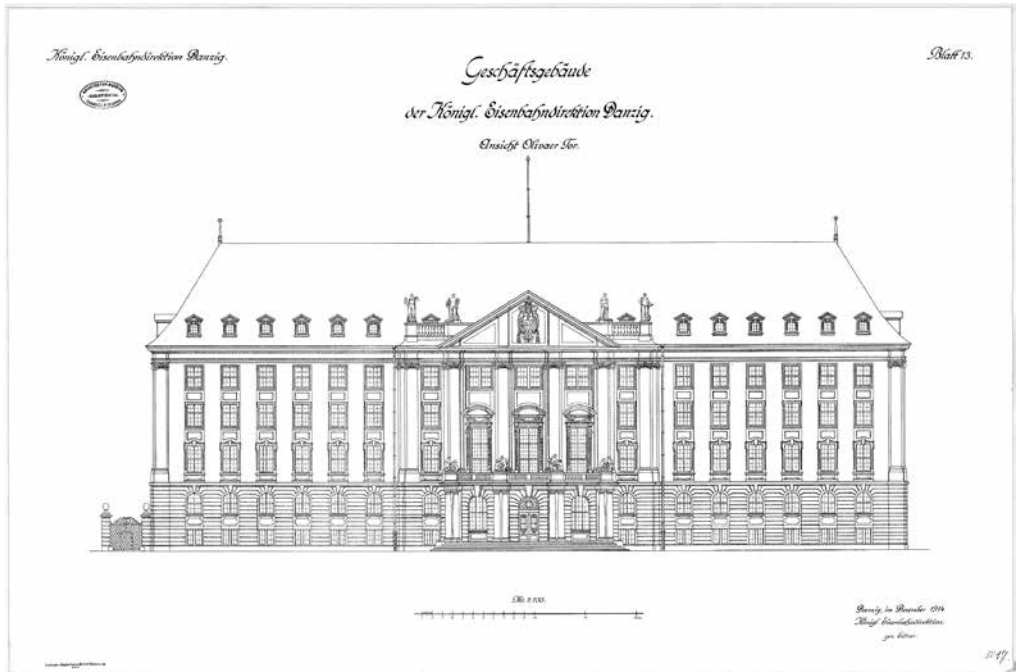 Königl. Eisenbahndirektion Danzig.
Blatt 13.
Geschäftsgebäude
der Königl. Eisenbahndirektion Danzig.
Ansicht Olivaer Tor.
1:100.
Danzig, im Dezember 1914
Königl. Eisenbahndirektion